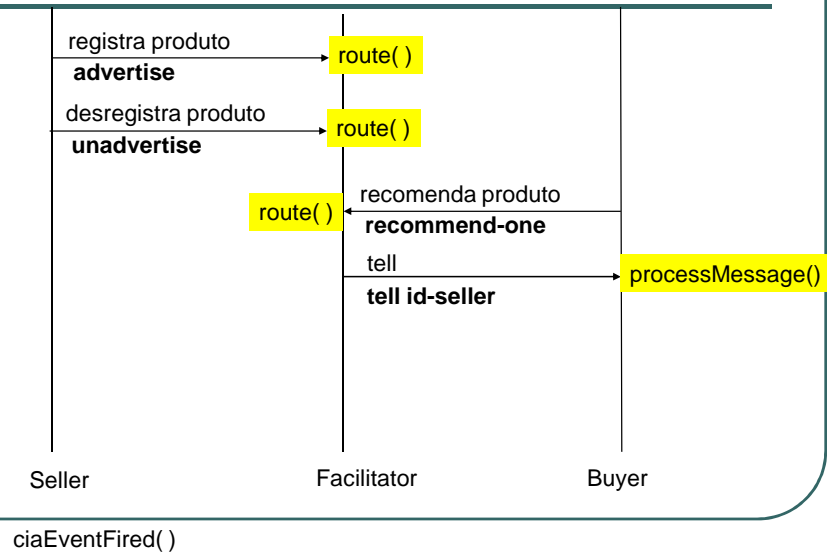 registra produto
advertise
route( )
desregistra produto
unadvertise
route( )
recomenda produto
route( )
recommend-one
tell
processMessage()
tell id-seller
Seller
Facilitator
Buyer
ciaEventFired( )